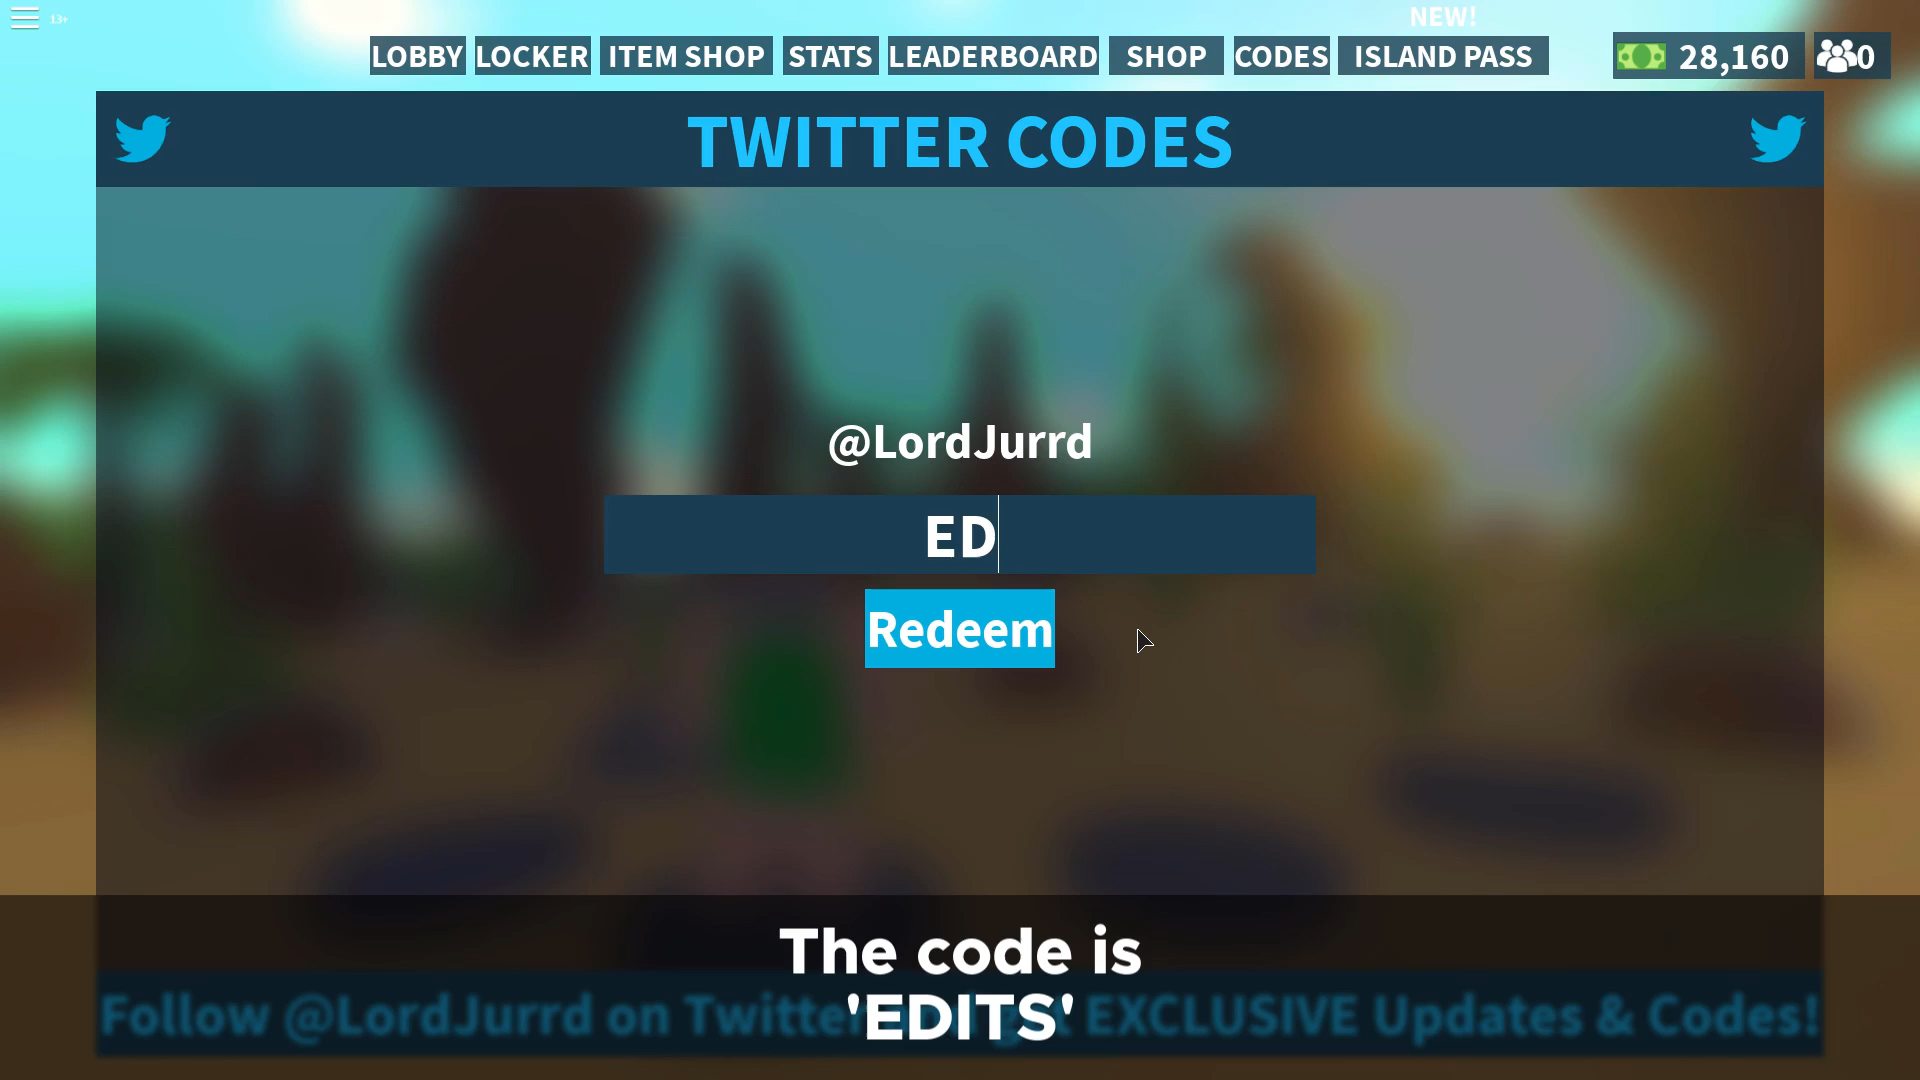 13+
NEW!
LOBBY LOCKER ITEM SHOP STATS LEADERBOARD SHOP CODES ISLAND PASS 28,160 0
TWITTER CODES
@LordJurrd
ED
Redeem
The code is
'EDITS'
Follow @LordJurrd on Twitter EXCLUSIVE Updates & Codes!